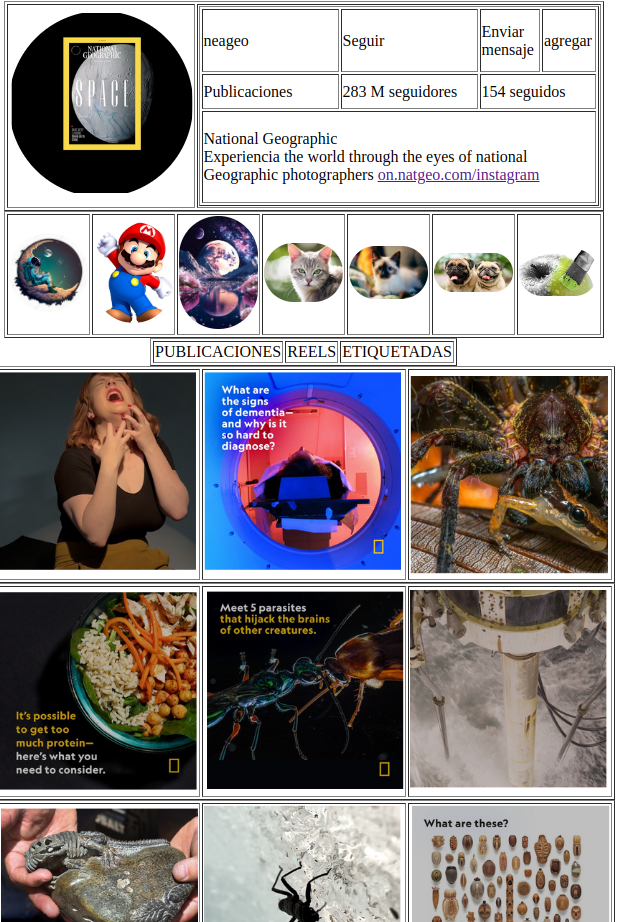 NATIONAL
GEOGRAPHIC
SPACE
neageo
Seguir
Enviar
mensaje
agregar
Publicaciones
283 M seguidores
154 seguidos
National Geographic
Experiencia the world through the eyes of national
Geographic photographers on.natgeo.com/instagram
M
PUBLICACIONES
REELS
ETIQUETADAS
What are
the signs
of dementia—
and why is it
so hard to
diagnose?
It's possible
to get too
much protein—
here's what you
need to consider.
Meet 5 parasites
that hijack the brains
of other creatures.
What are these?